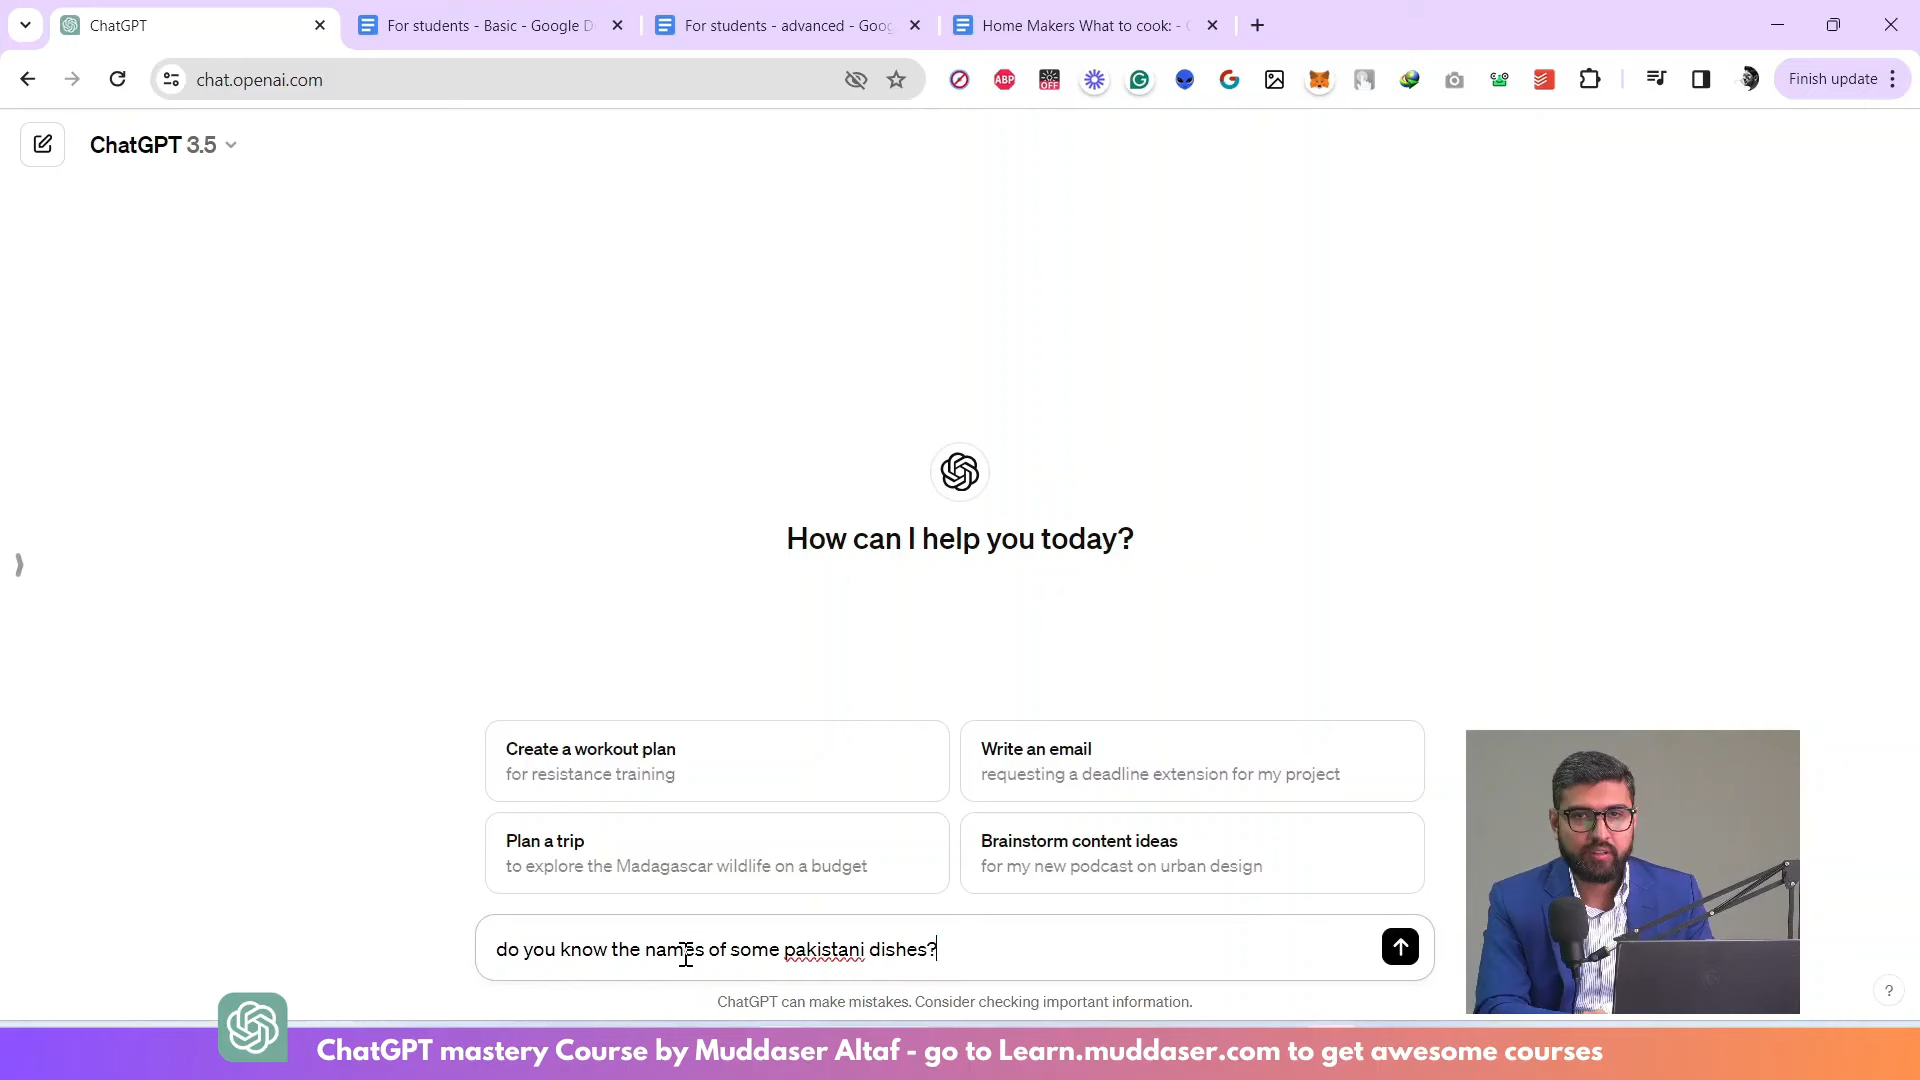 ChatGPT
For students - Basic - Google D
For students - advanced - Goog
Home Makers What to cook: -
chat.openai.com
ABP
OFF
Finish update
ChatGPT 3.5
How can I help you today?
Create a workout plan
for resistance training
Write an email
requesting a deadline extension for my project
Plan a trip
to explore the Madagascar wildlife on a budget
Brainstorm content ideas
for my new podcast on urban design
do you know the names of some pakistani dishes?
ChatGPT can make mistakes. Consider checking important information.
?
ChatGPT mastery Course by Muddaser Altaf - go to Learn.muddaser.com to get awesome courses